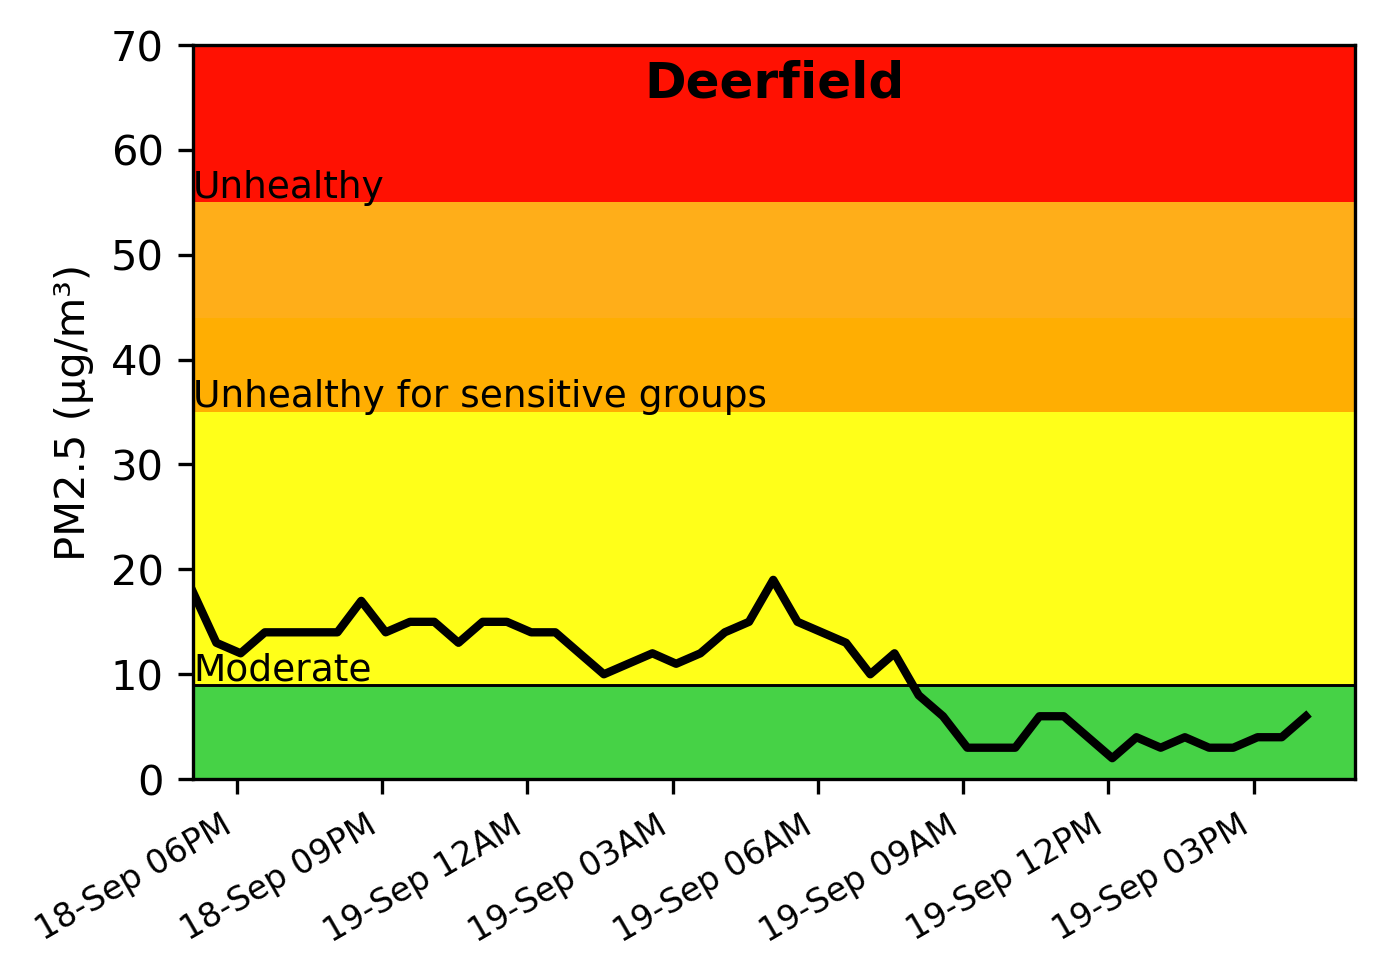 Deerfield
70
60
Unhealthy
50
40
Unhealthy for sensitive groups
30
20
Moderate
10
0
PM2.5 (µg/m³)
18-Sep 06PM
18-Sep 09PM
19-Sep 12AM
19-Sep 03AM
19-Sep 06AM
19-Sep 09AM
19-Sep 12PM
19-Sep 03PM